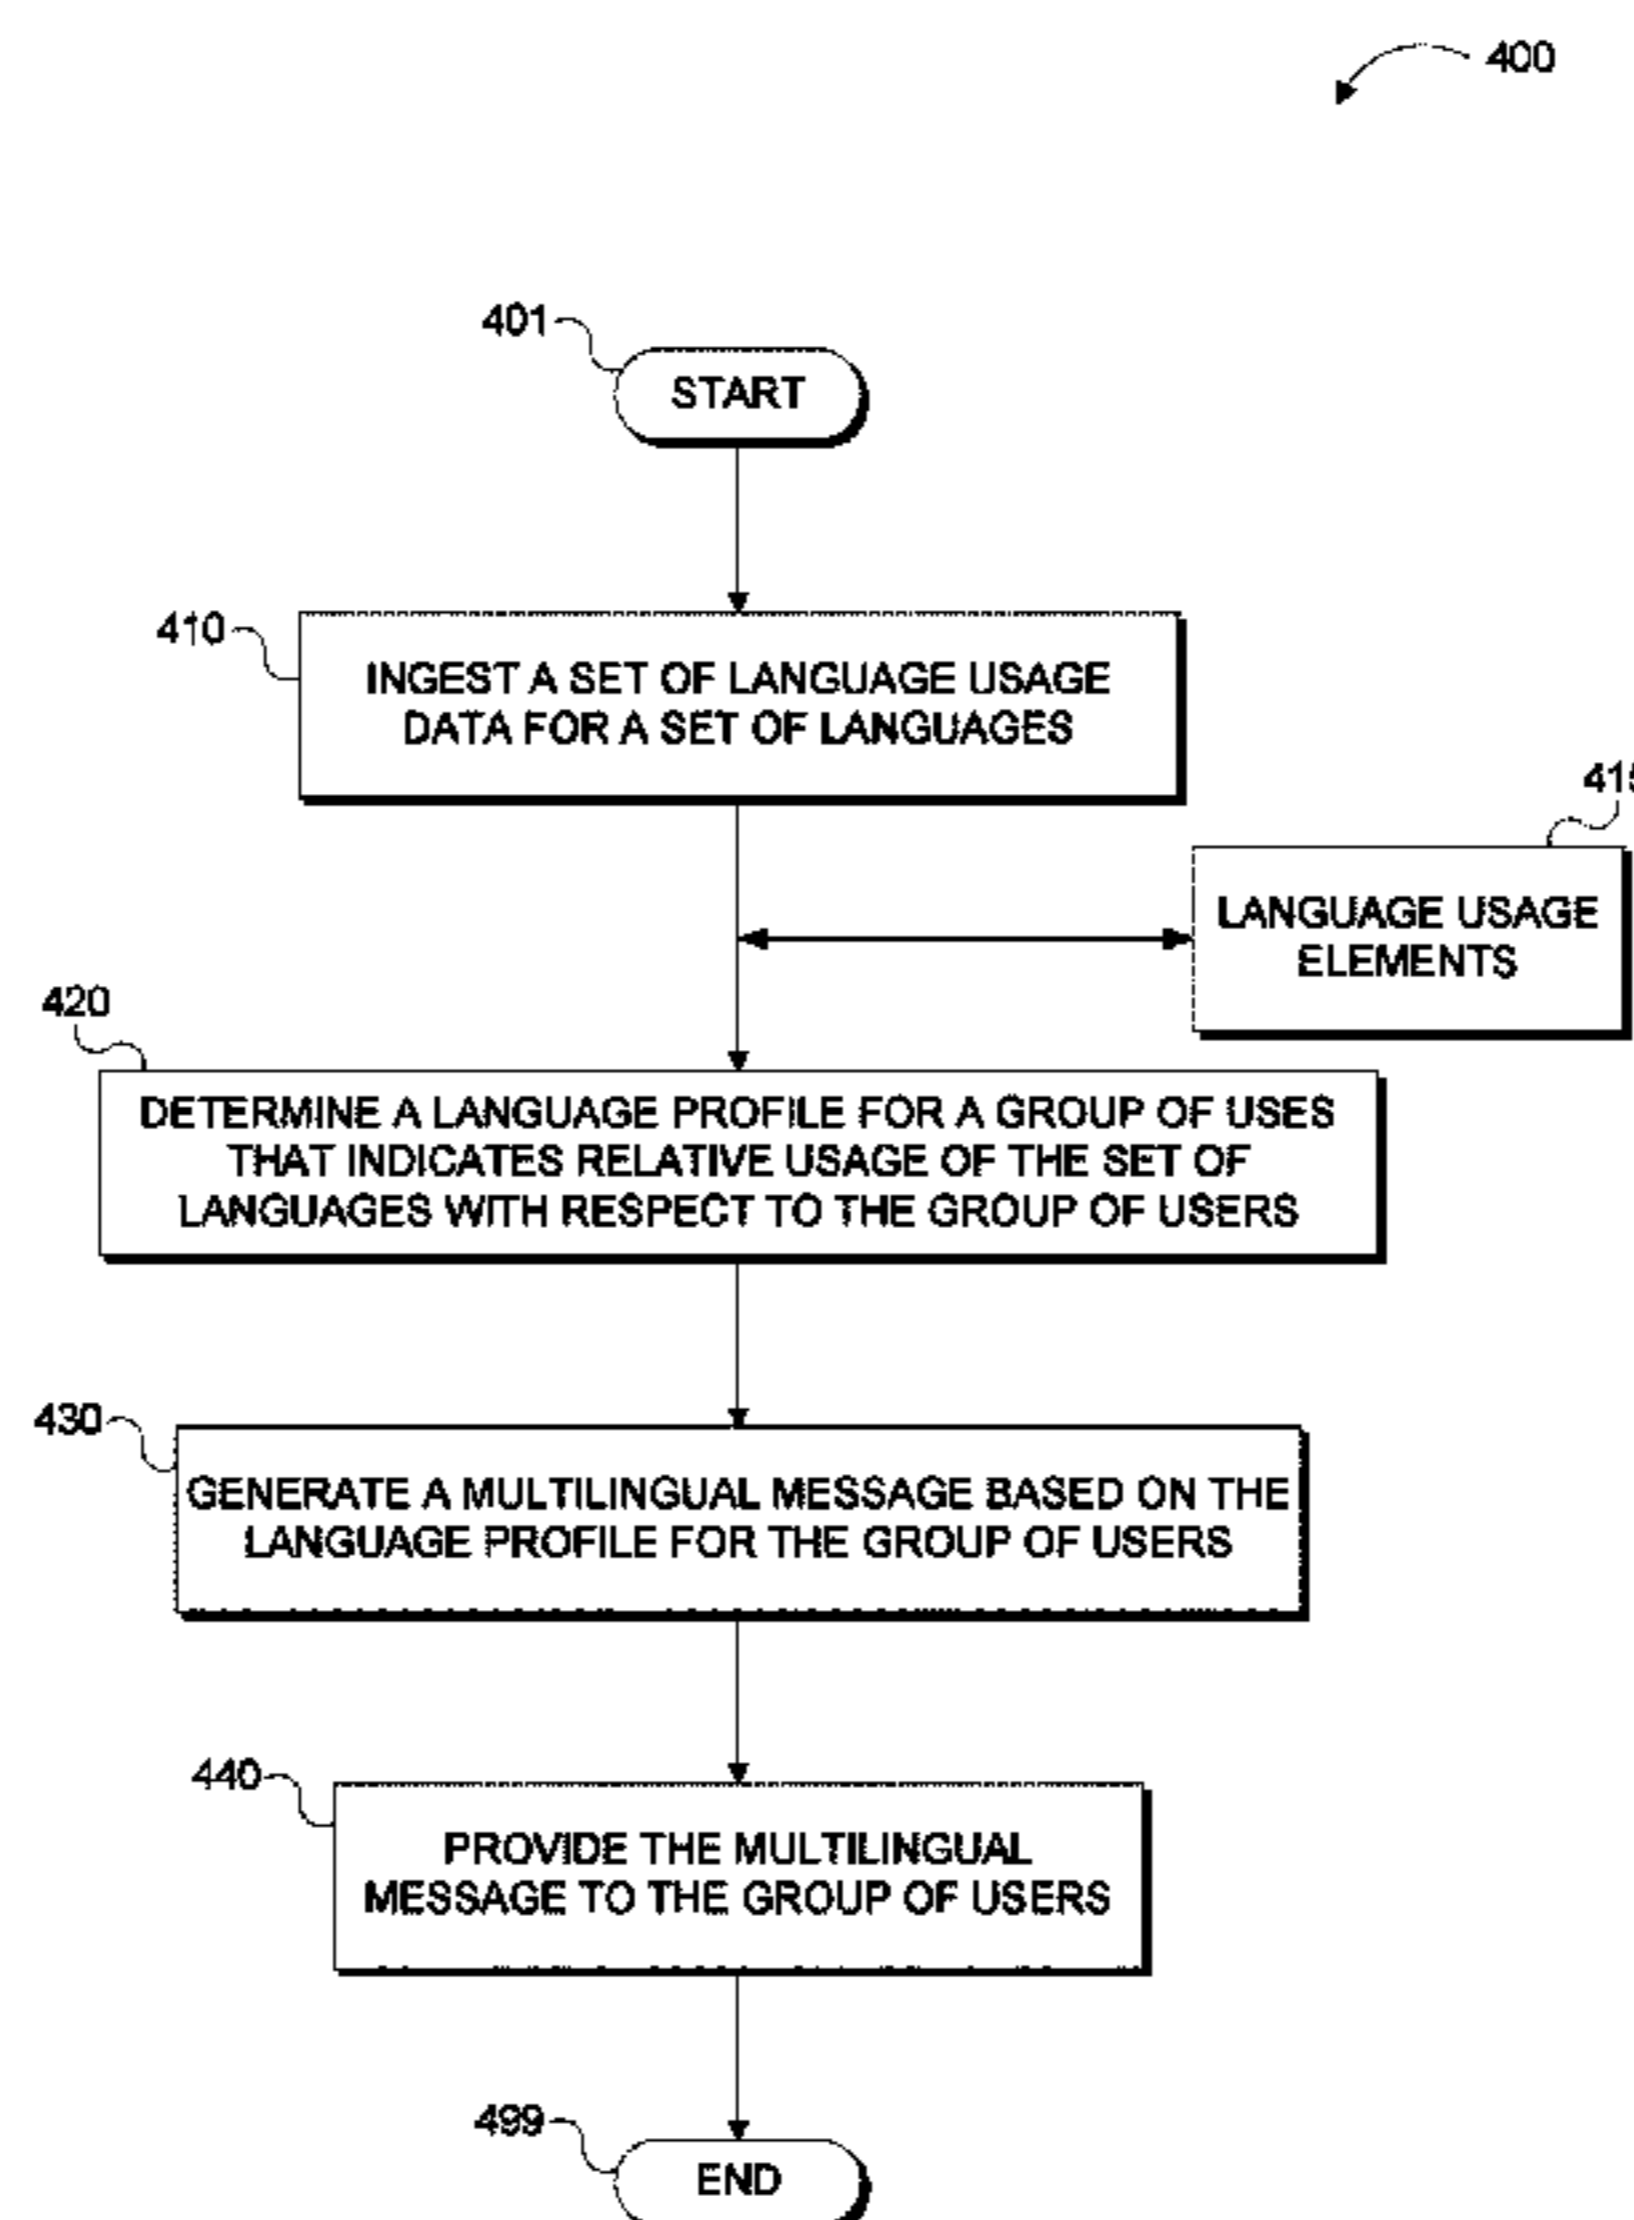 400
401
START
410
INGEST A SET OF LANGUAGE USAGE
DATA FOR A SET OF LANGUAGES
415
LANGUAGE USAGE
ELEMENTS
420
DETERMINE A LANGUAGE PROFILE FOR A GROUP OF USES
THAT INDICATES RELATIVE USAGE OF THE SET OF
LANGUAGES WITH RESPECT TO THE GROUP OF USERS
430
GENERATE A MULTILINGUAL MESSAGE BASED ON THE
LANGUAGE PROFILE FOR THE GROUP OF USERS
440
PROVIDE THE MULTILINGUAL
MESSAGE TO THE GROUP OF USERS
499
END